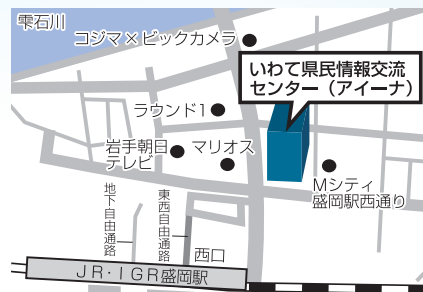 雫石川
コジマ×ビックカメラ
いわて県民情報交流
センター（アイーナ）
ラウンド1
岩手朝日
テレビ
マリオス
Mシティ
盛岡駅西通り
地下自由通路
東西自由通路
西口
JR・IGR盛岡駅